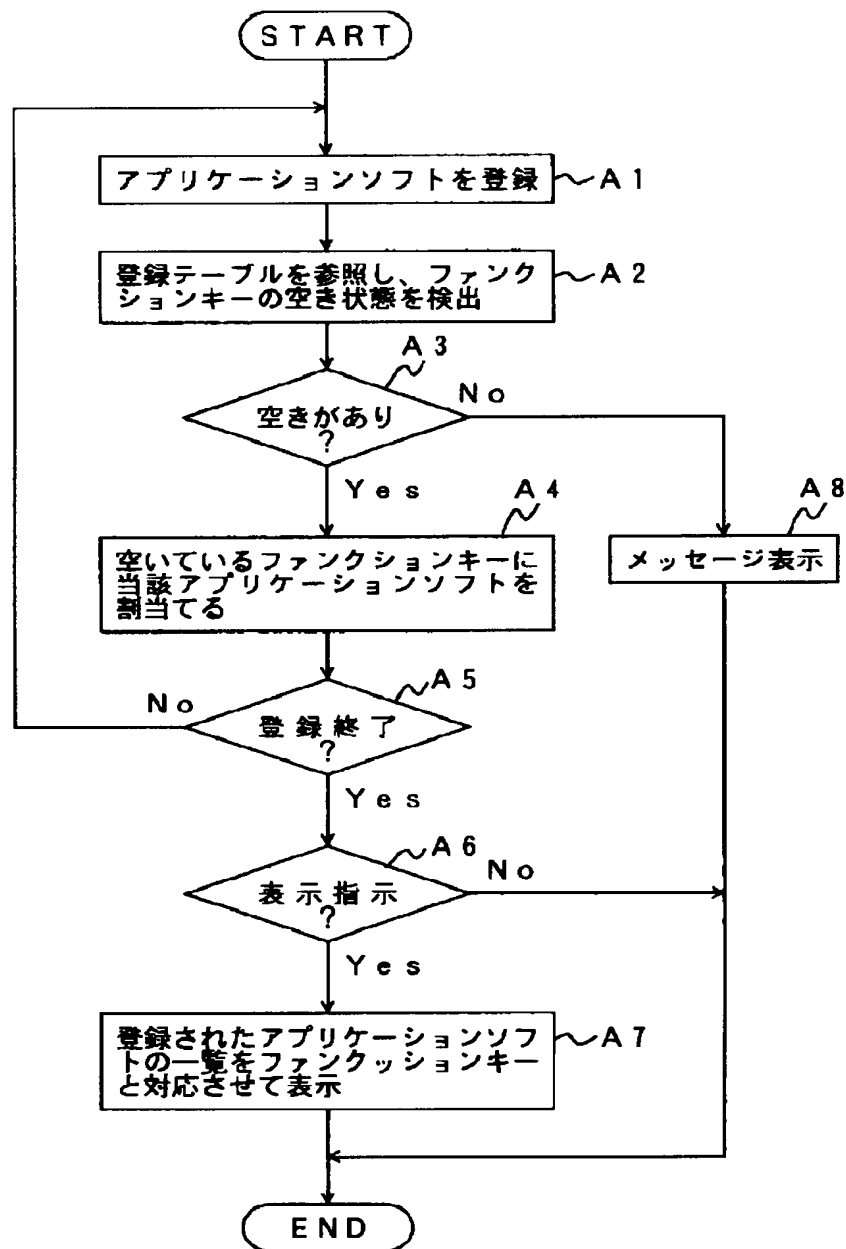 START
アプリケーションソフトを登録
A1
登録テーブルを参照し、ファンク
ションキーの空き状態を検出
A2
A3
空きがあり
?
No
Yes
A4
空いているファンクションキーに
当該アプリケーションソフトを
割当てる
A8
メッセージ表示
A5
No
登録終了
?
Yes
A6
表示指示
?
No
Yes
登録されたアプリケーションソフ
トの一覧をファンクッションキー
と対応させて表示
A7
END